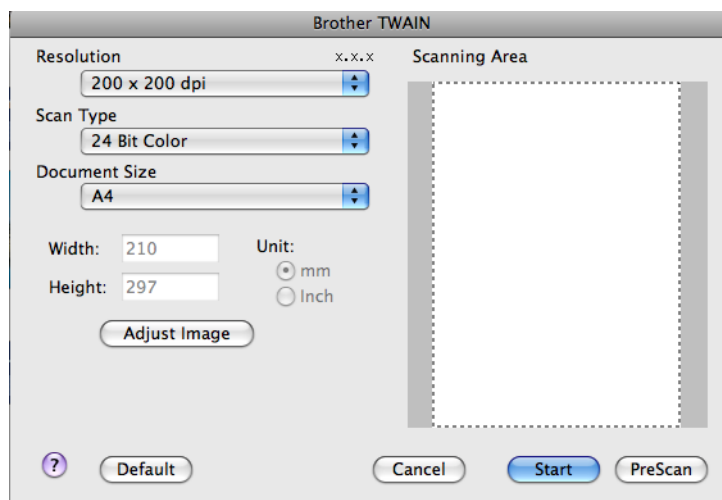 Brother TWAIN
Resolution
x.x.x
200 x 200 dpi
Scan Type
24 Bit Color
Document Size
A4
Width: 210
Height: 297
Unit:
mm
Inch
Adjust Image
Scanning Area
?
Default
Cancel
Start
PreScan